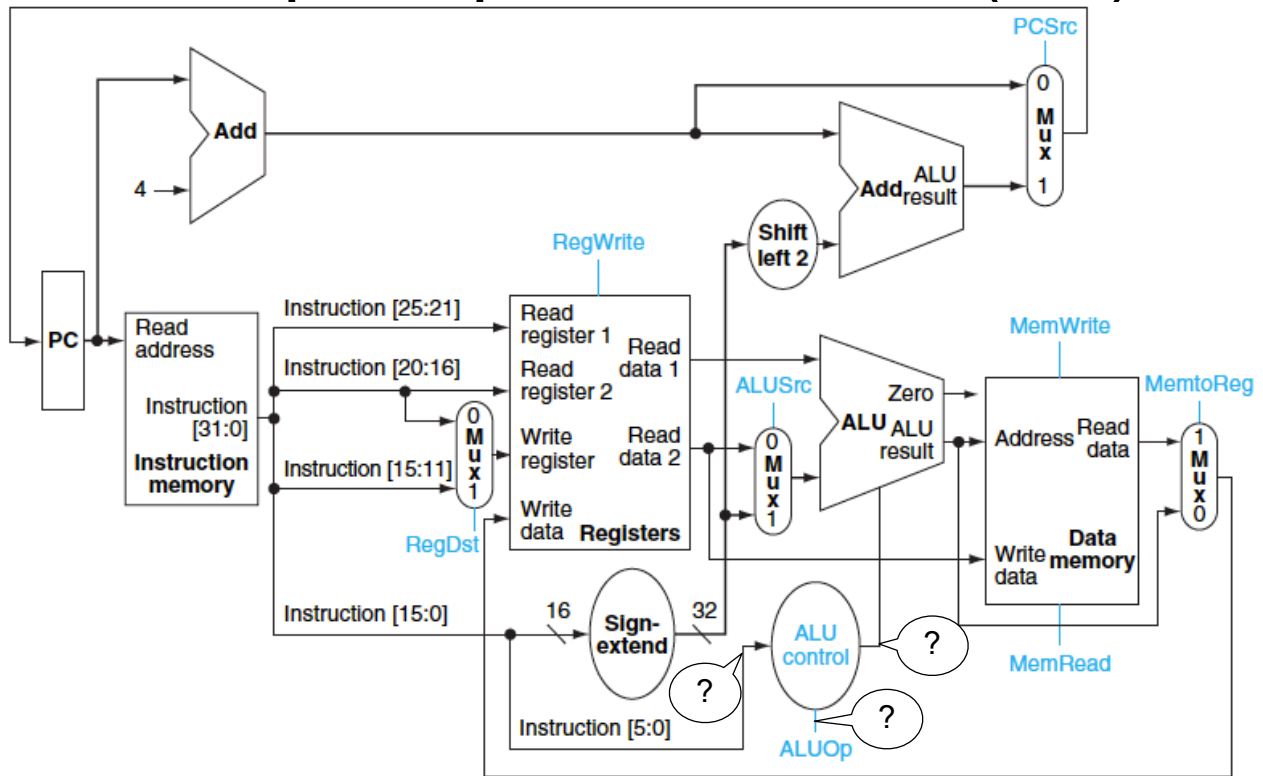 PCSrc
0
M
u
x
1
Add
ALU
Add result
4
Shift
left 2
RegWrite
PC
Read
address
Instruction
[31:0]
Instruction
memory
Instruction [25:21]
Instruction [20:16]
Instruction [15:11]
0
M
u
x
1
RegDst
Read
register 1
Read
data 1
Read
register 2
Write
register
Read
data 2
Write
data
Registers
ALUSrc
0
M
u
x
1
Zero
ALU ALU
result
MemWrite
Address
Read
data
Write
data
Data
memory
MemRead
MemtoReg
1
M
u
x
0
Instruction [15:0]
16
Sign-
extend
32
ALU
control
?
?
?
Instruction [5:0]
ALUOp